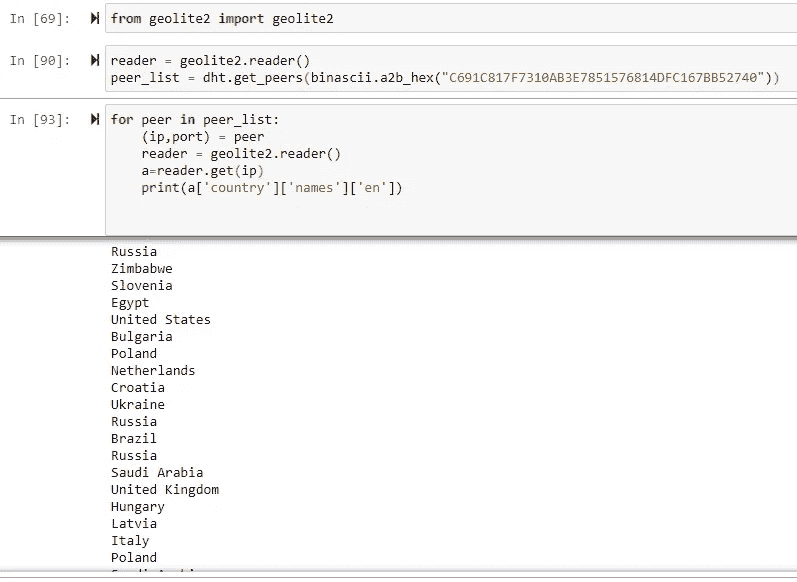 In [69]: from geolite2 import geolite2
In [90]: reader = geolite2.reader()
peer_list = dht.get_peers(binascii.a2b_hex("C691C817F7310AB3E7851576814DFC167BB52740"))
In [93]: for peer in peer_list:
(ip,port) = peer
reader = geolite2.reader()
a=reader.get(ip)
print(a['country']['names']['en'])
Russia
Zimbabwe
Slovenia
Egypt
United States
Bulgaria
Poland
Netherlands
Croatia
Ukraine
Russia
Brazil
Russia
Saudi Arabia
United Kingdom
Hungary
Latvia
Italy
Poland